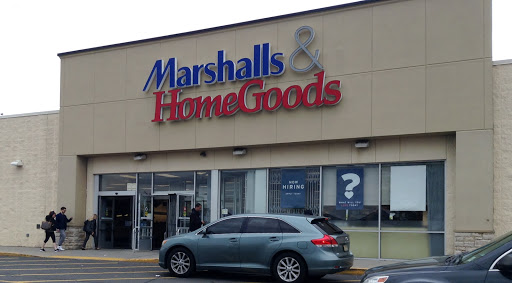 Marshalls &
HomeGoods
NOW
HIRING
?